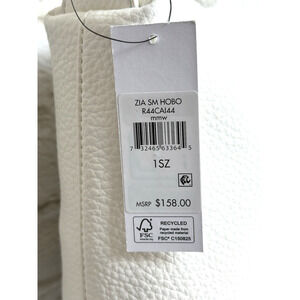 ZIA SM HOBO
R44CAI44
mmw
7 32465 63364 5
1SZ
MSRP $158.00
FSC
RECYCLED
Paper made from
recycled material
FSC® C150825